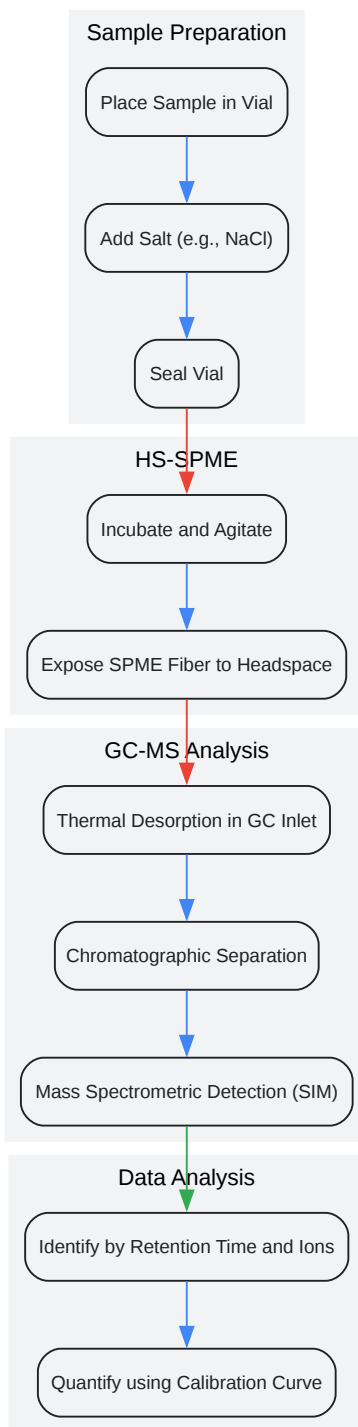 Sample Preparation
Place Sample in Vial
Add Salt (e.g., NaCl)
Seal Vial
HS-SPME
Incubate and Agitate
Expose SPME Fiber to Headspace
GC-MS Analysis
Thermal Desorption in GC Inlet
Chromatographic Separation
Mass Spectrometric Detection (SIM)
Data Analysis
Identify by Retention Time and Ions
Quantify using Calibration Curve